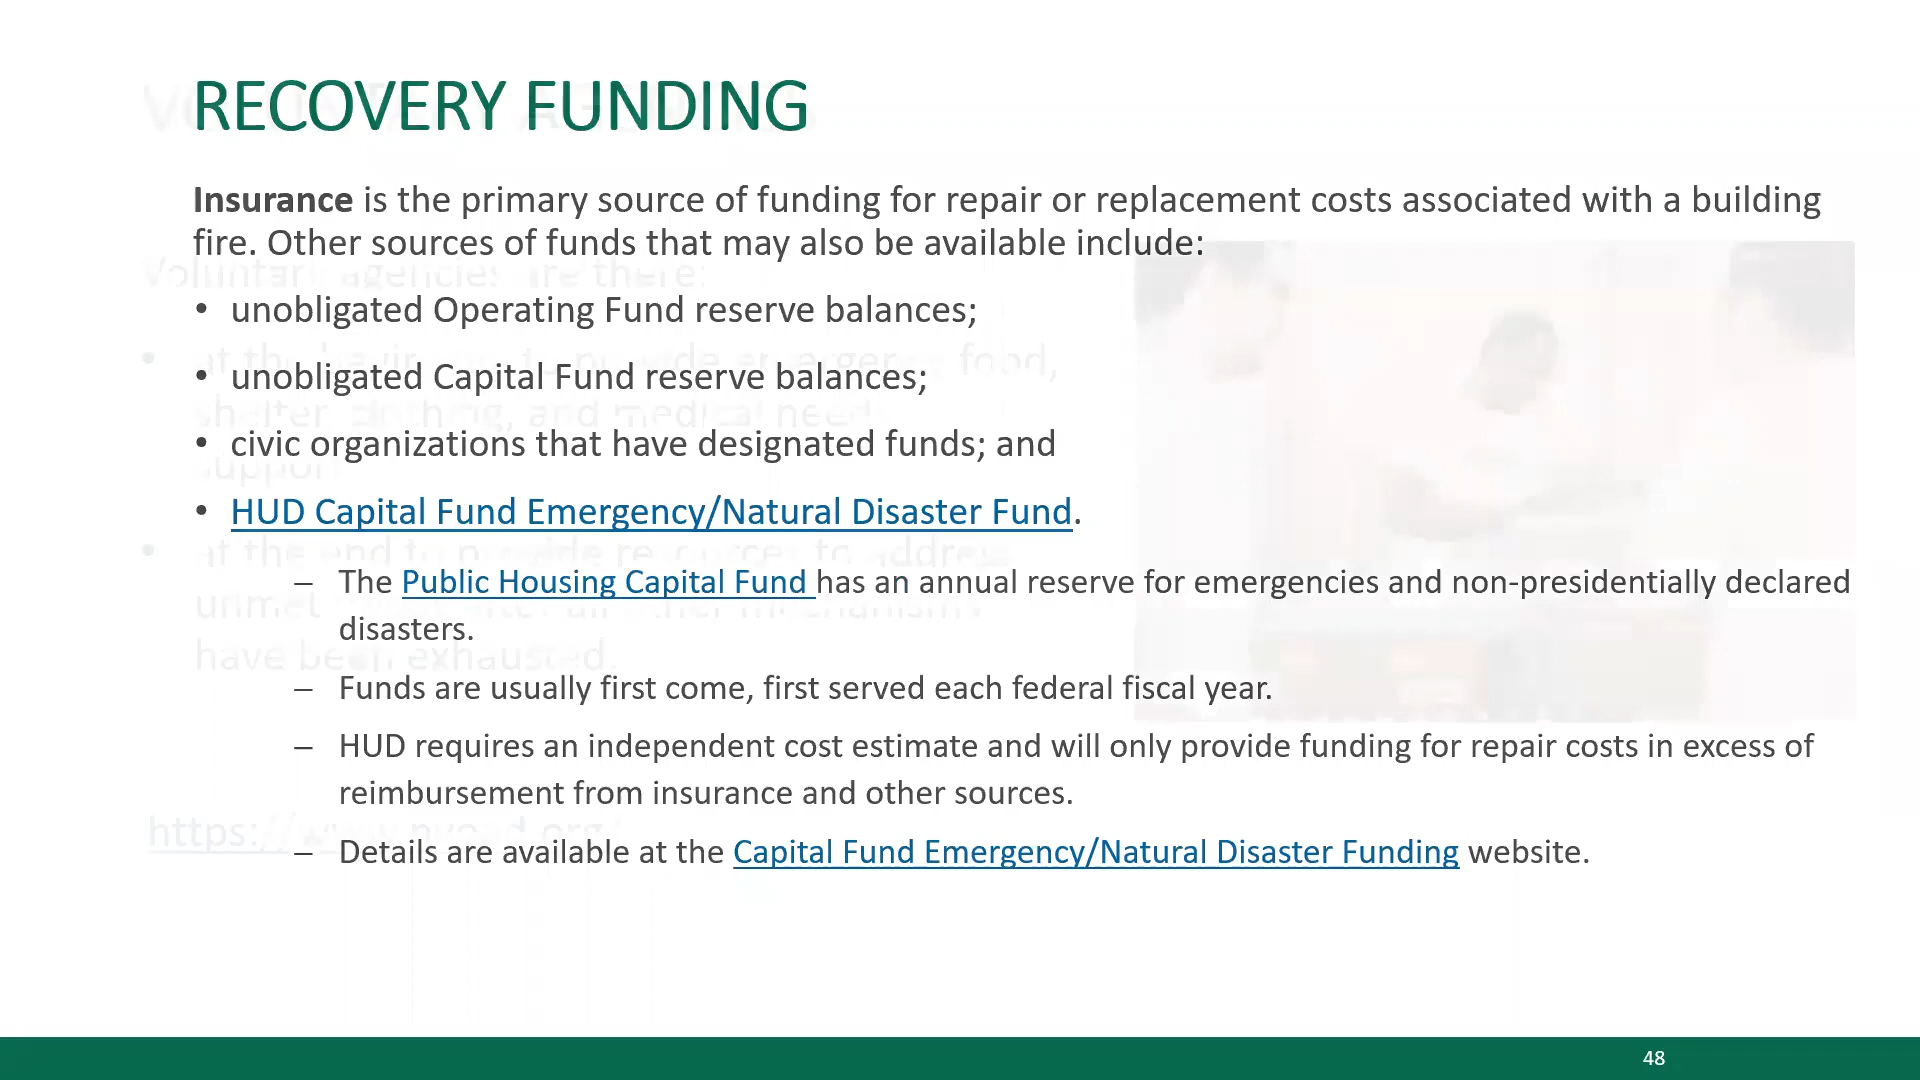 RECOVERY FUNDING
Insurance is the primary source of funding for repair or replacement costs associated with a building
fire. Other sources of funds that may also be available include:
• unobligated Operating Fund reserve balances;
• unobligated Capital Fund reserve balances;
• civic organizations that have designated funds; and
• HUD Capital Fund Emergency/Natural Disaster Fund.
– The Public Housing Capital Fund has an annual reserve for emergencies and non-presidentially declared
disasters.
– Funds are usually first come, first served each federal fiscal year.
– HUD requires an independent cost estimate and will only provide funding for repair costs in excess of
reimbursement from insurance and other sources.
– Details are available at the Capital Fund Emergency/Natural Disaster Funding website.
48